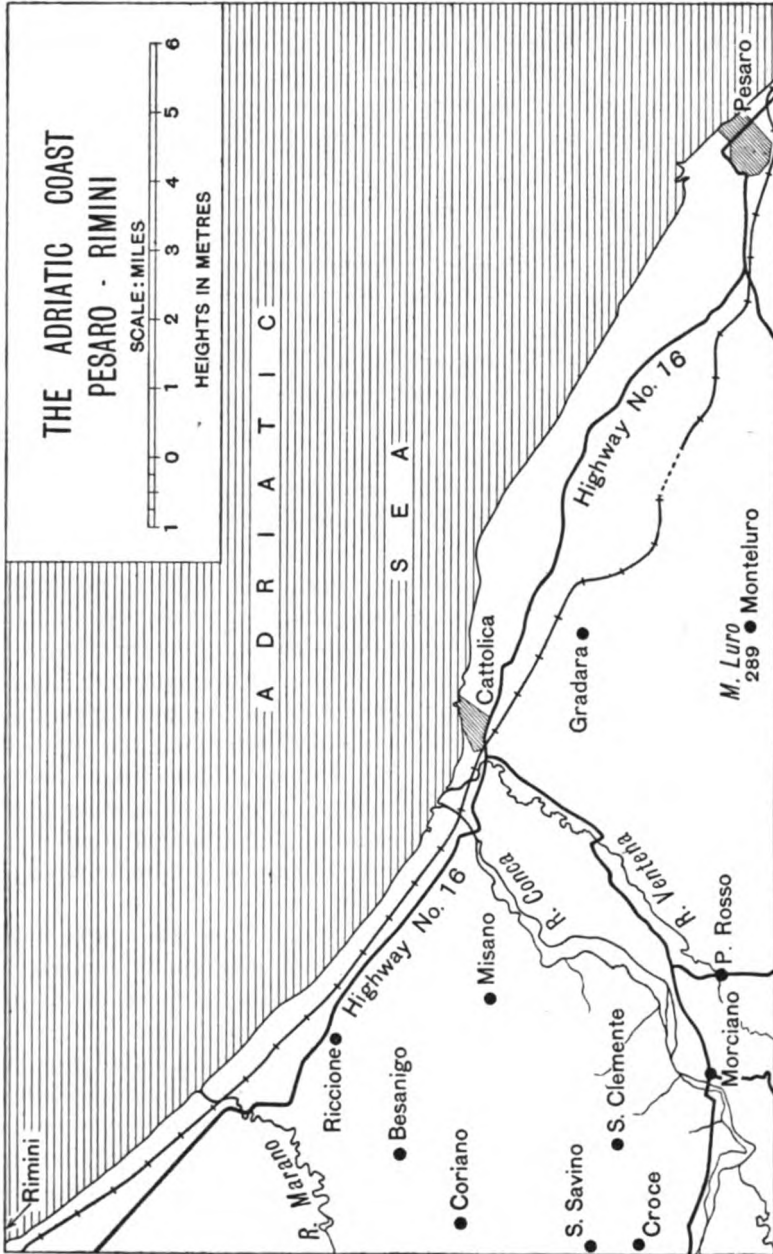 THE ADRIATIC COAST
PESARO - RIMINI
SCALE: MILES
1 0 1 2 3 4 5 6
HEIGHTS IN METRES
Rimini
ADRIATIC
SEA
R. Marano
Riccione
Highway No. 16
Besanigo
Coriano
Misano
R. Conca
Cattolica
Highway No. 16
Pesaro
S. Savino
Croce
S. Clemente
Gradara
R. Ventena
Morciano
P. Rosso
M. Luro
289
Monteluro